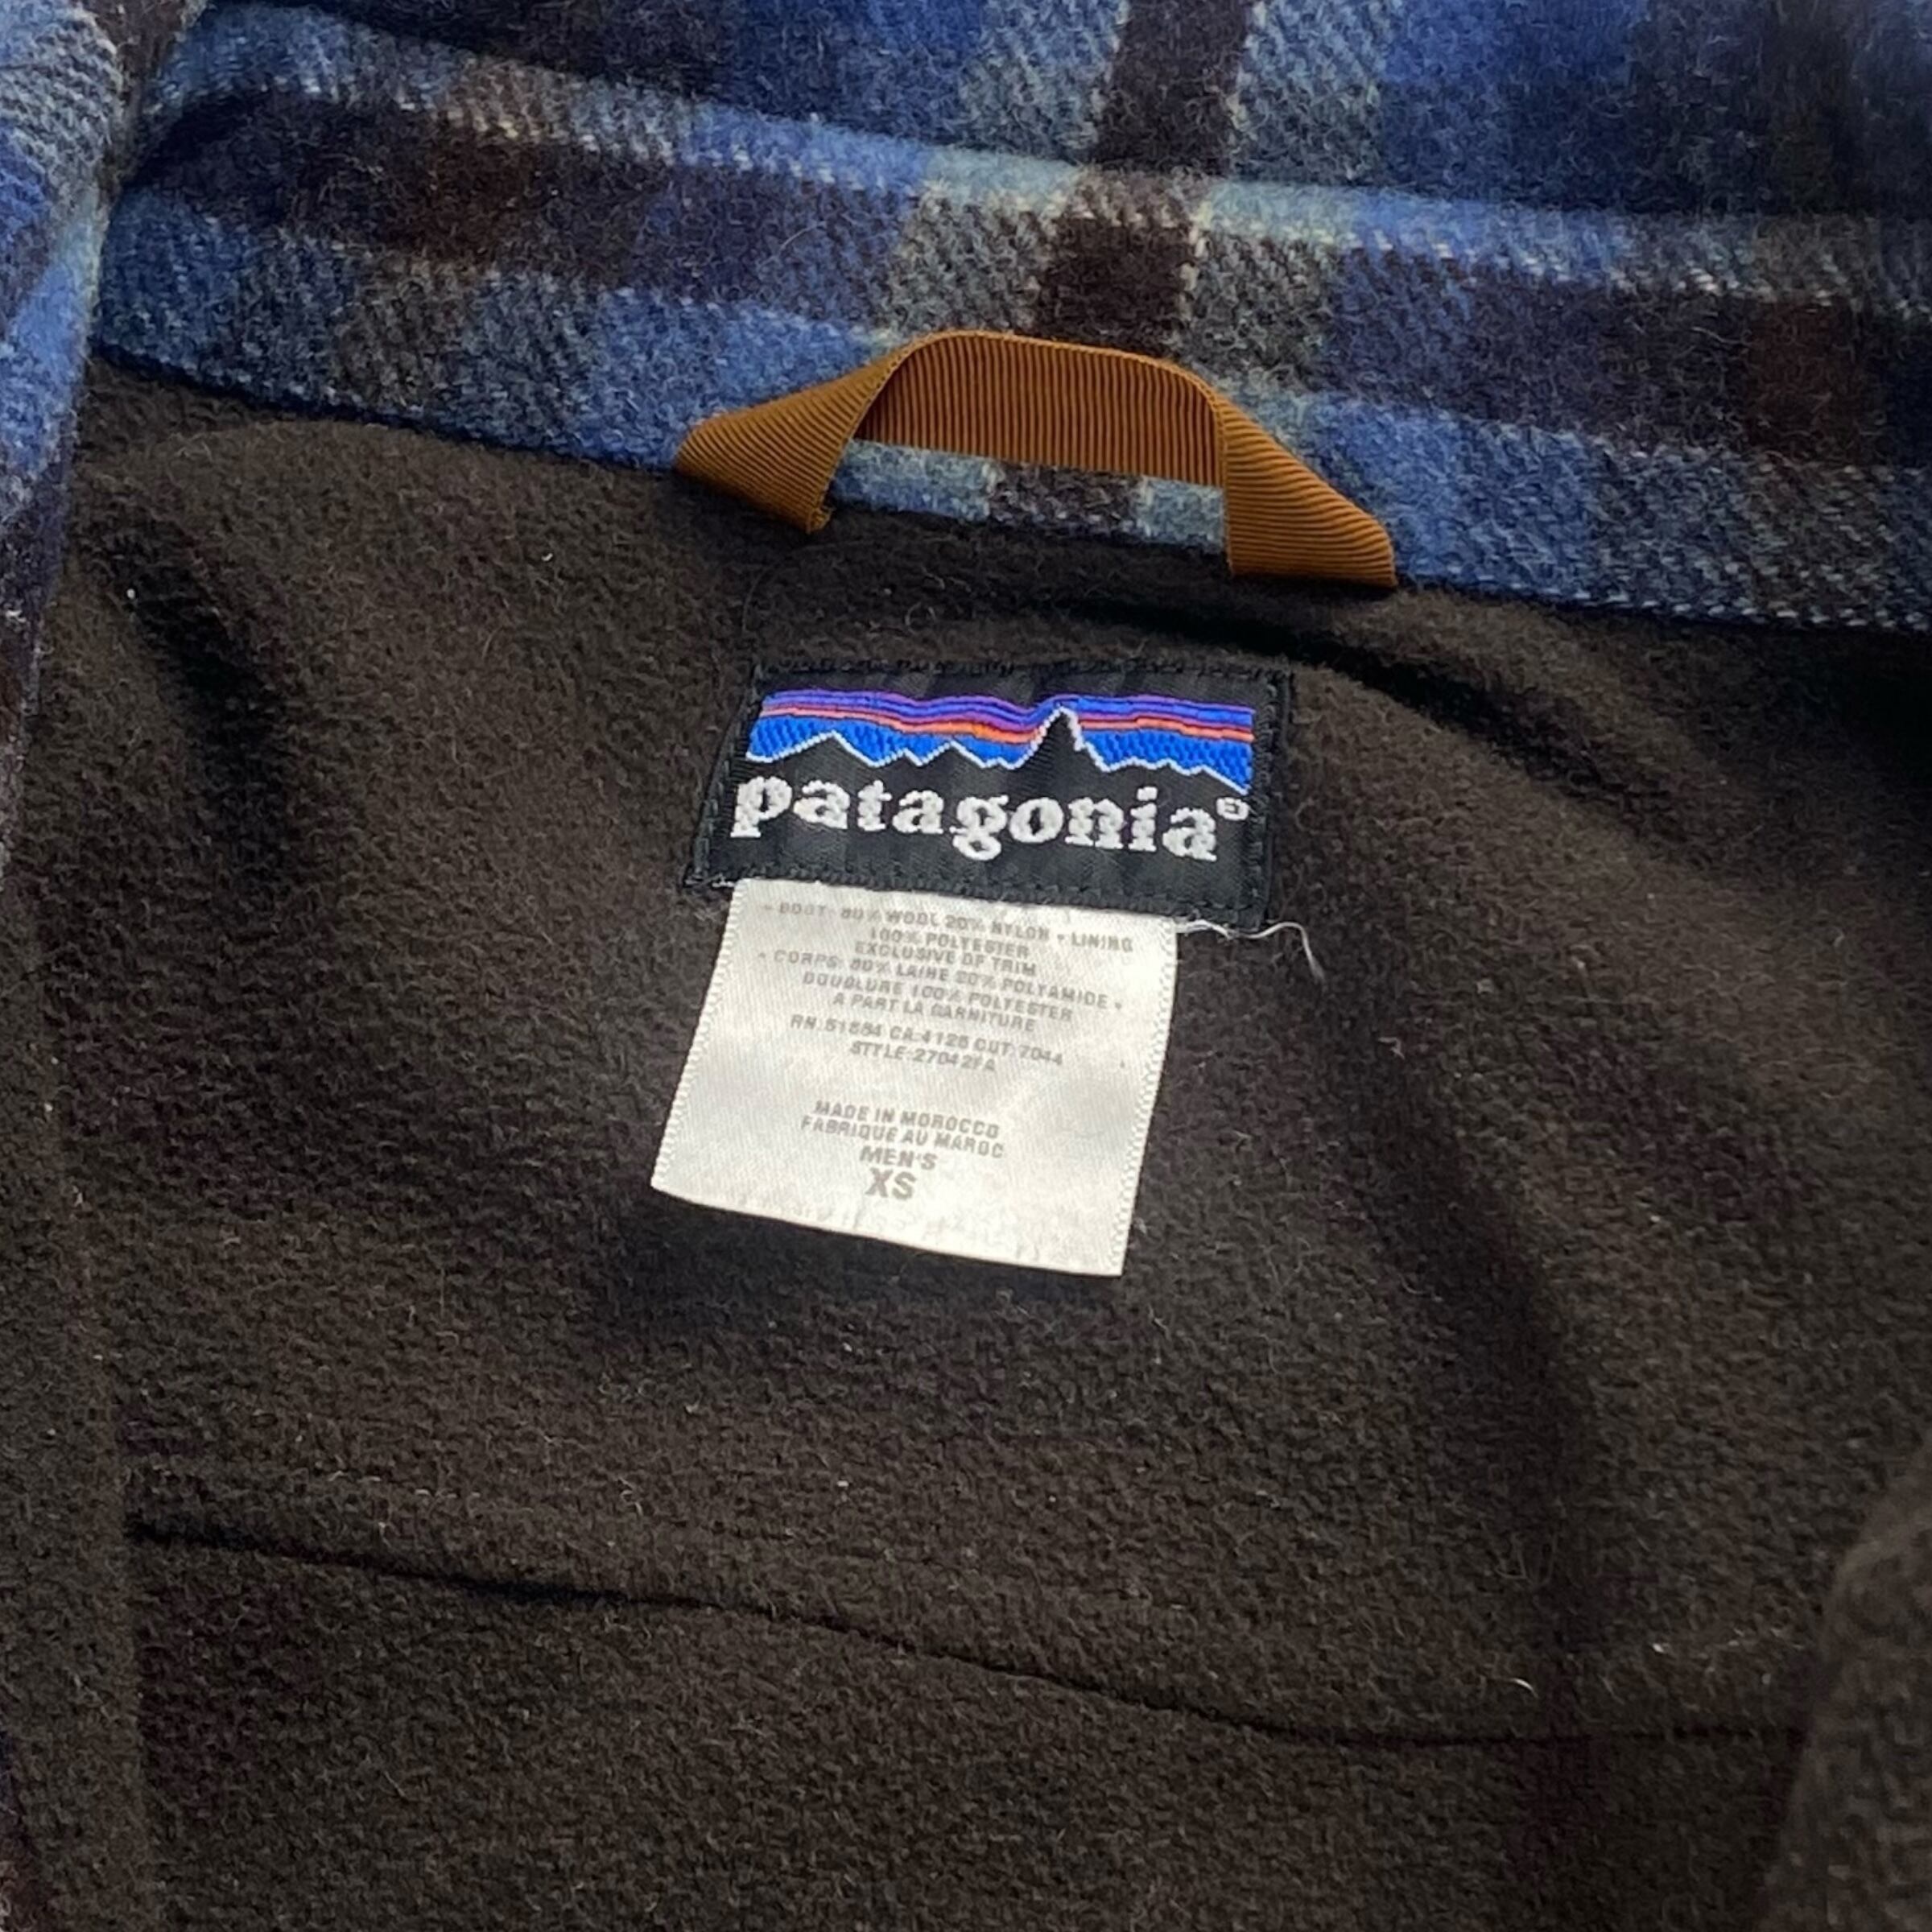 patagonia®
• BODY: 80% WOOL 20% NYLON • LINING
100% POLYESTER
EXCLUSIVE OF TRIM
• CORPS: 80% LAINE 20% POLYAMIDE •
DOUBLURE 100% POLYESTER
A PART LA GARNITURE
RN:51884 CA:4125 CUT:7044
STYLE:27042FA
MADE IN MOROCCO
FABRIQUE AU MAROC
MEN'S
XS